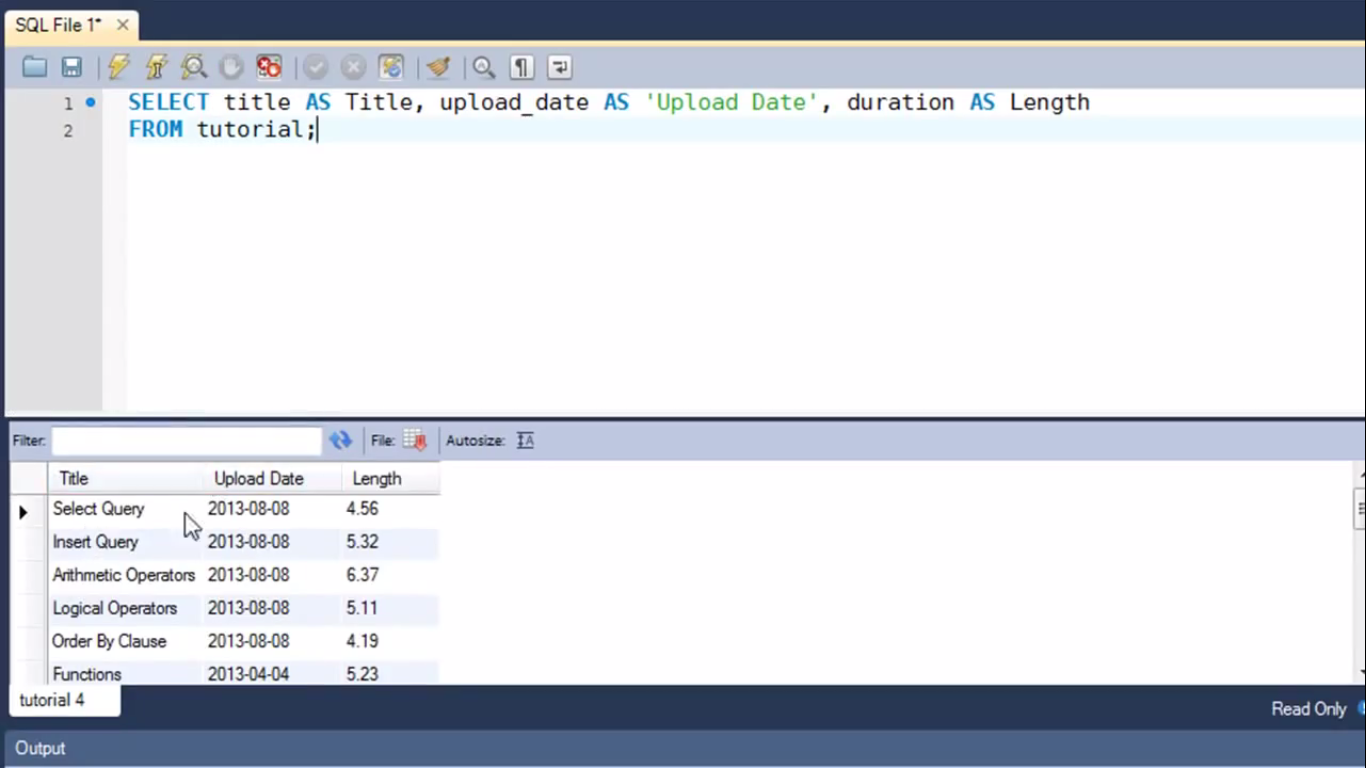 SQL File 1*
1 SELECT title AS Title, upload_date AS 'Upload Date', duration AS Length
2 FROM tutorial;
Filter: File: Autosize:
Title Upload Date Length
Select Query 2013-08-08 4.56
Insert Query 2013-08-08 5.32
Arithmetic Operators 2013-08-08 6.37
Logical Operators 2013-08-08 5.11
Order By Clause 2013-08-08 4.19
Functions 2013-04-04 5.23
tutorial 4
Read Only
Output